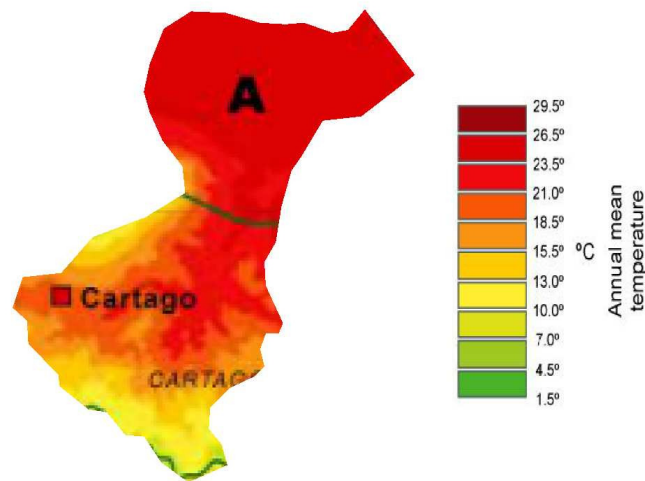 A
Cartago
CARTAG
29.5º
26.5º
23.5º
21.0º
18.5º
15.5º
13.0º
10.0º
7.0º
4.5º
1.5º
ºC
Annual mean
temperature